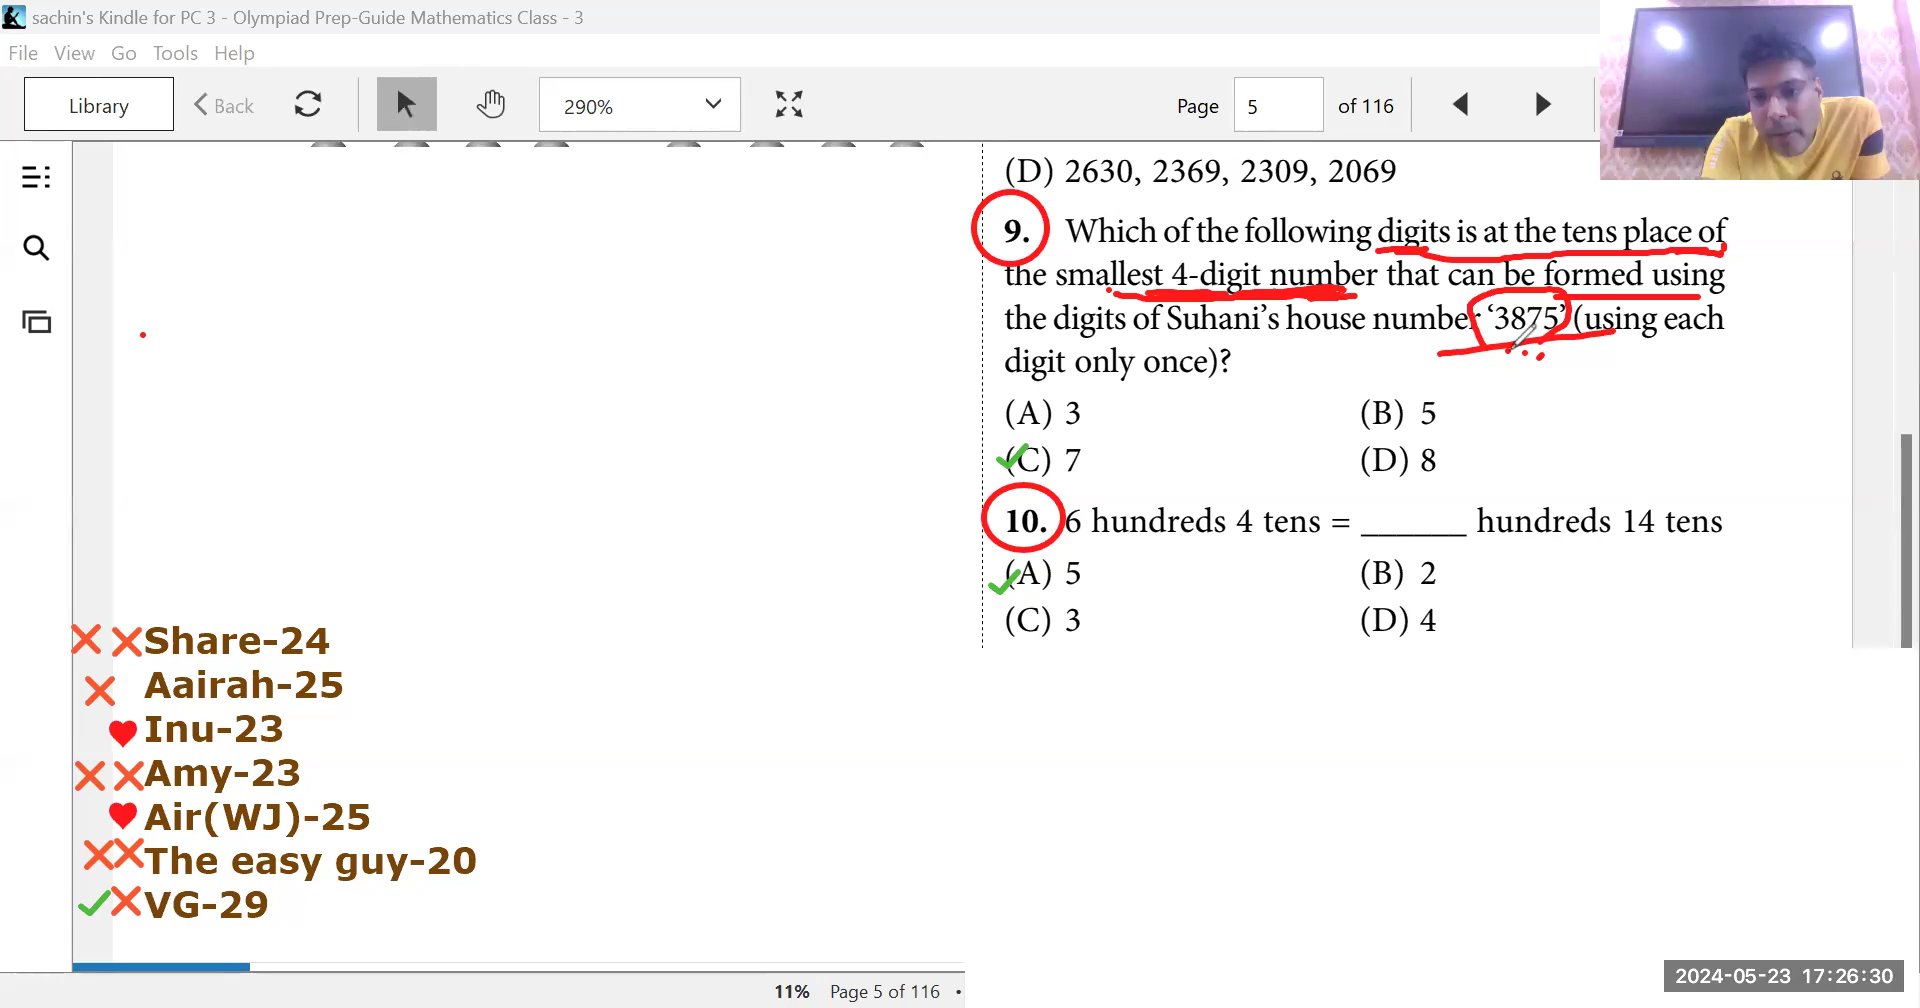 sachin's Kindle for PC 3 - Olympiad Prep-Guide Mathematics Class - 3
File View Go Tools Help
Library Back 290% Page 5 of 116
(D) 2630, 2369, 2309, 2069
9. Which of the following digits is at the tens place of
the smallest 4-digit number that can be formed using
the digits of Suhani's house number '3875' (using each
digit only once)?
(A) 3 (B) 5
(C) 7 (D) 8
10. 6 hundreds 4 tens = ______ hundreds 14 tens
(A) 5 (B) 2
(C) 3 (D) 4
Share-24
Aairah-25
Inu-23
Amy-23
Air(WJ)-25
The easy guy-20
VG-29
11% Page 5 of 116 •
2024-05-23 17:26:30